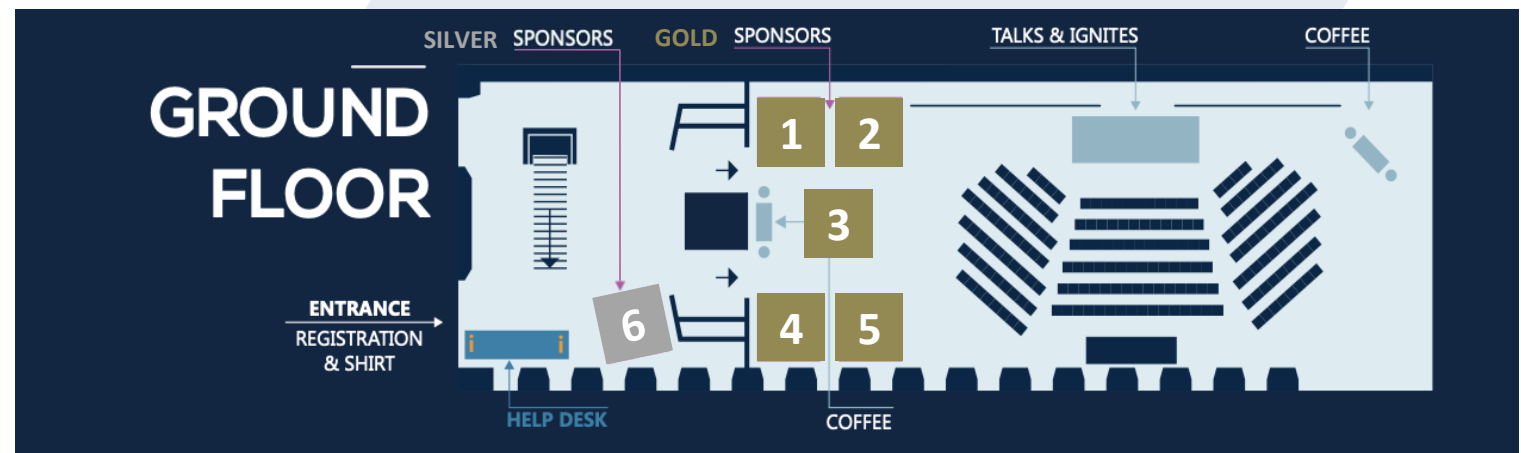 SILVER SPONSORS
GOLD SPONSORS
TALKS & IGNITES
COFFEE
GROUND
FLOOR
1
2
3
ENTRANCE
REGISTRATION
& SHIRT
6
4
5
i
i
HELP DESK
COFFEE